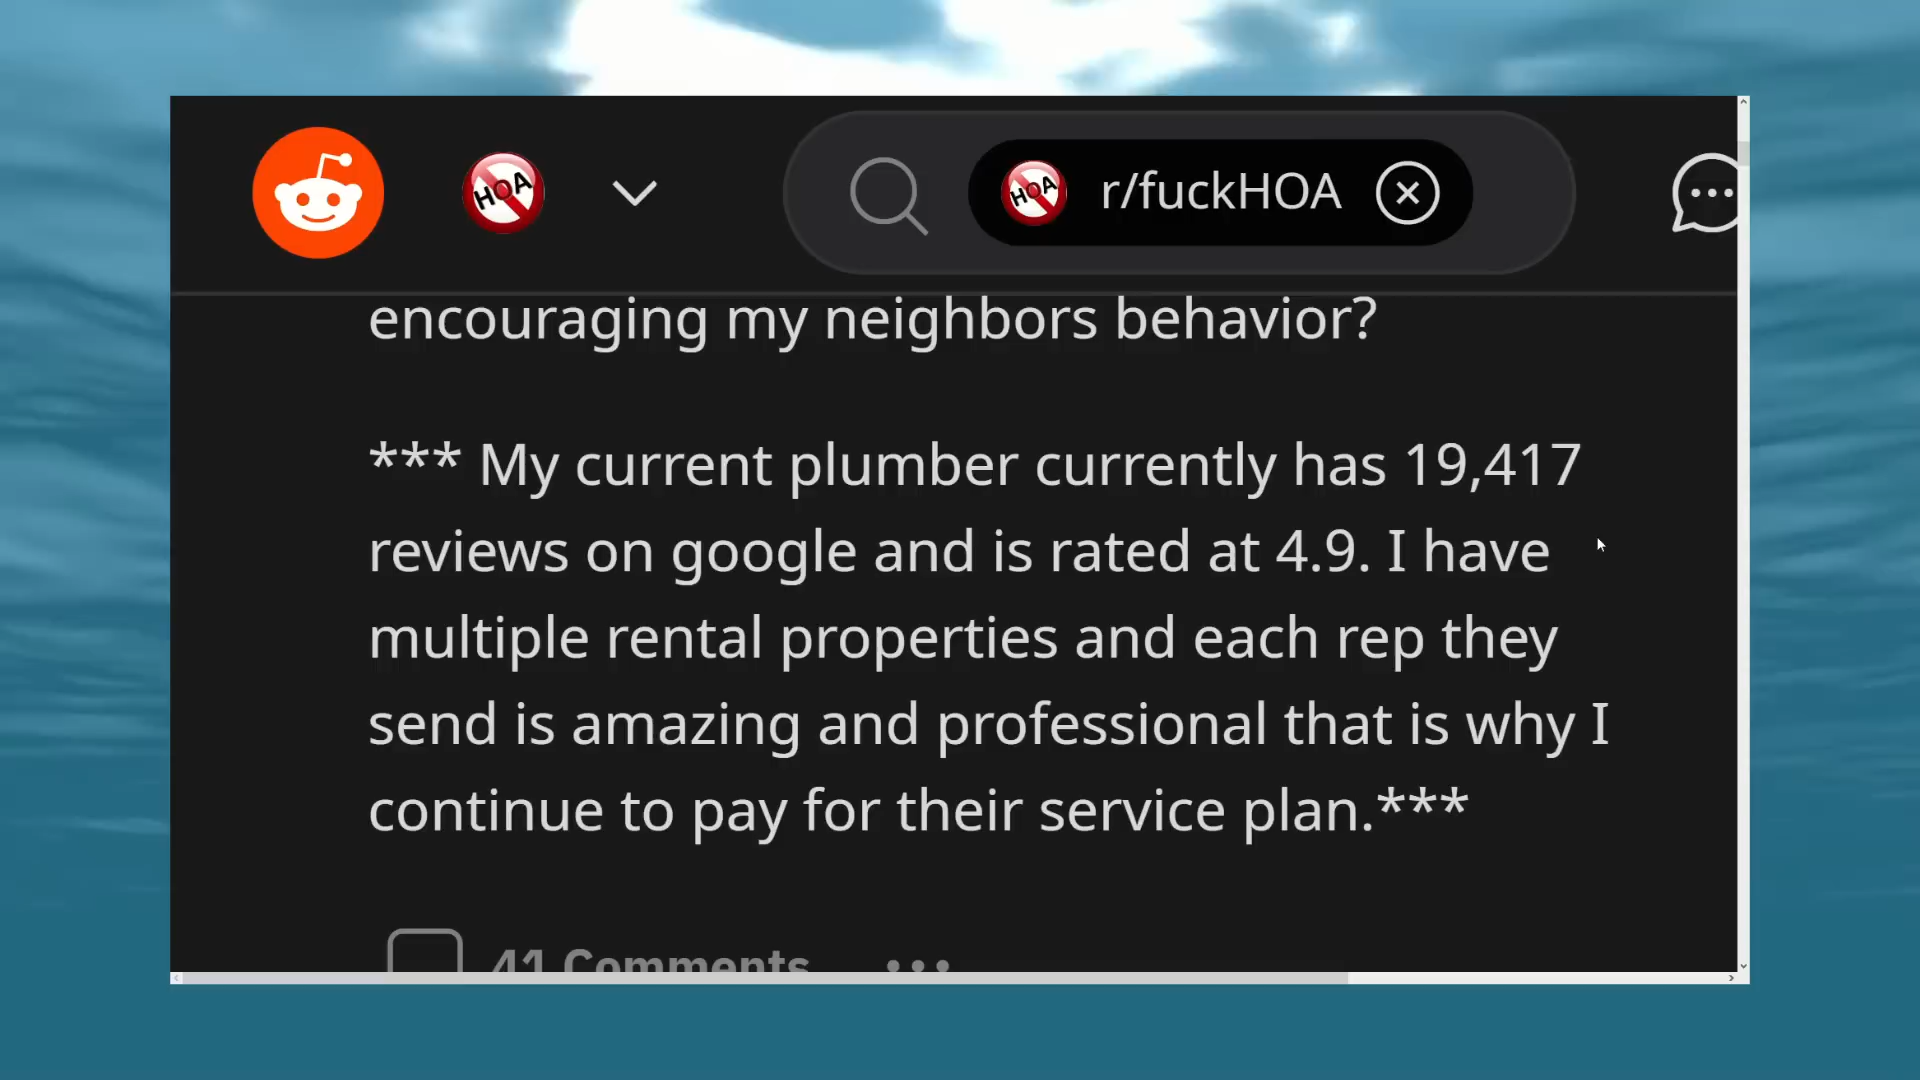 HOA
HOA r/fuckHOA
encouraging my neighbors behavior?
*** My current plumber currently has 19,417
reviews on google and is rated at 4.9. I have
multiple rental properties and each rep they
send is amazing and professional that is why I
continue to pay for their service plan.***
41 Comments